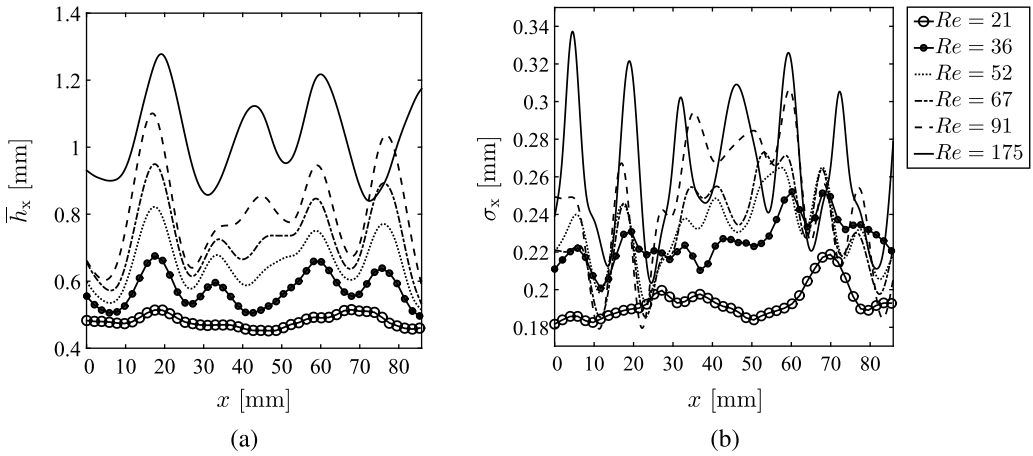 1.4
1.2
1
0.8
0.6
0.4
h̅ₓ [mm]
0 10 20 30 40 50 60 70 80
x [mm]
(a)
0.34
0.32
0.3
0.28
0.26
0.24
0.22
0.2
0.18
σₓ [mm]
0 10 20 30 40 50 60 70 80
x [mm]
(b)
Re = 21
Re = 36
Re = 52
Re = 67
Re = 91
Re = 175